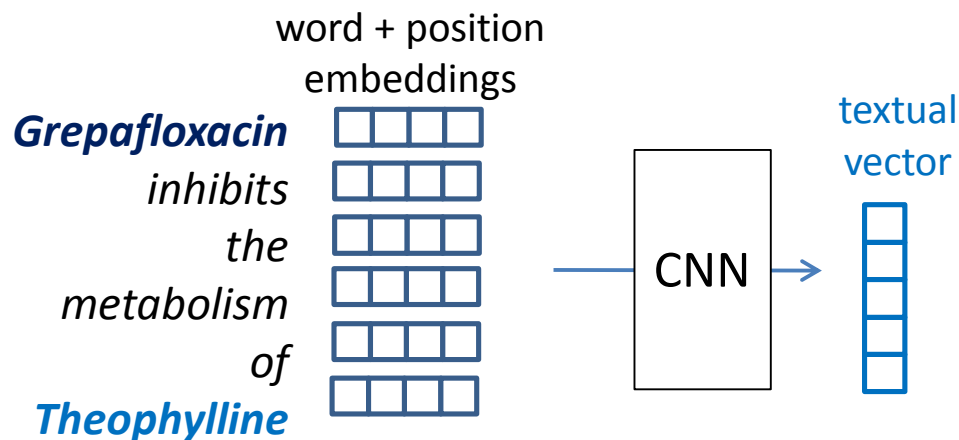 word + position
embeddings
Grepafloxacin
inhibits
the
metabolism
of
Theophylline
CNN
textual
vector